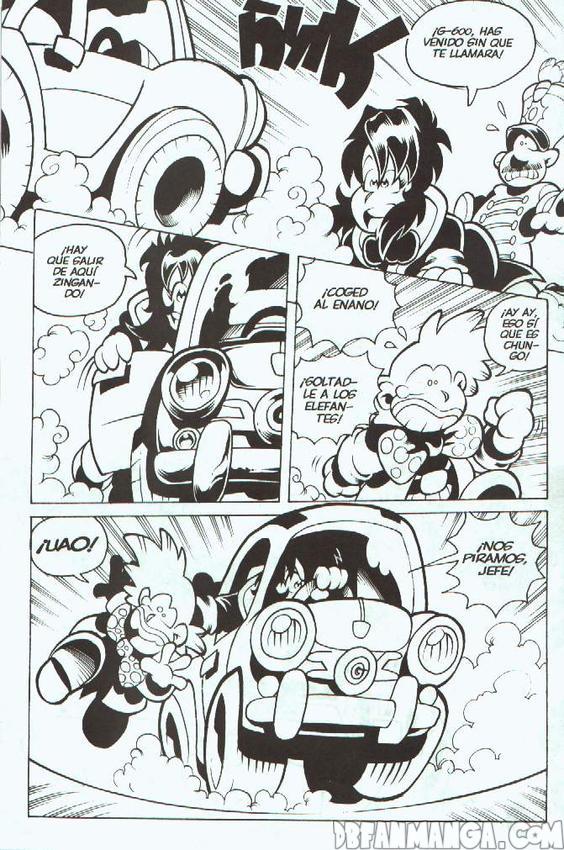 ÑIIK
¡G-600, HAS
VENIDO SIN QUE
TE LLAMARA!
¡HAY
QUE SALIR
DE AQUÍ
ZINGAN-
DO!
¡COGED
AL ENANO!
¡SOLTAD-
LE A LOS
ELEFAN-
TES!
¡AY AY,
ESO SÍ
QUE ES
CHUN-
GO!
¡UAO!
¡NOS
PIRAMOS,
JEFE!
G
DBFANMANGA.COM